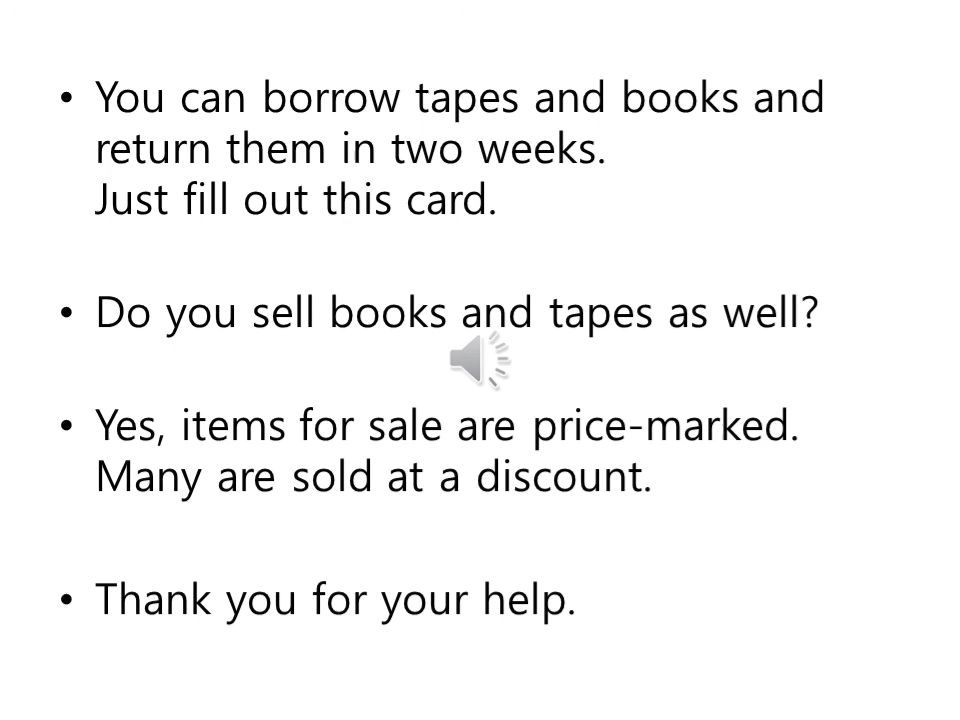 • You can borrow tapes and books and
return them in two weeks.
Just fill out this card.
• Do you sell books and tapes as well?
• Yes, items for sale are price-marked.
Many are sold at a discount.
• Thank you for your help.